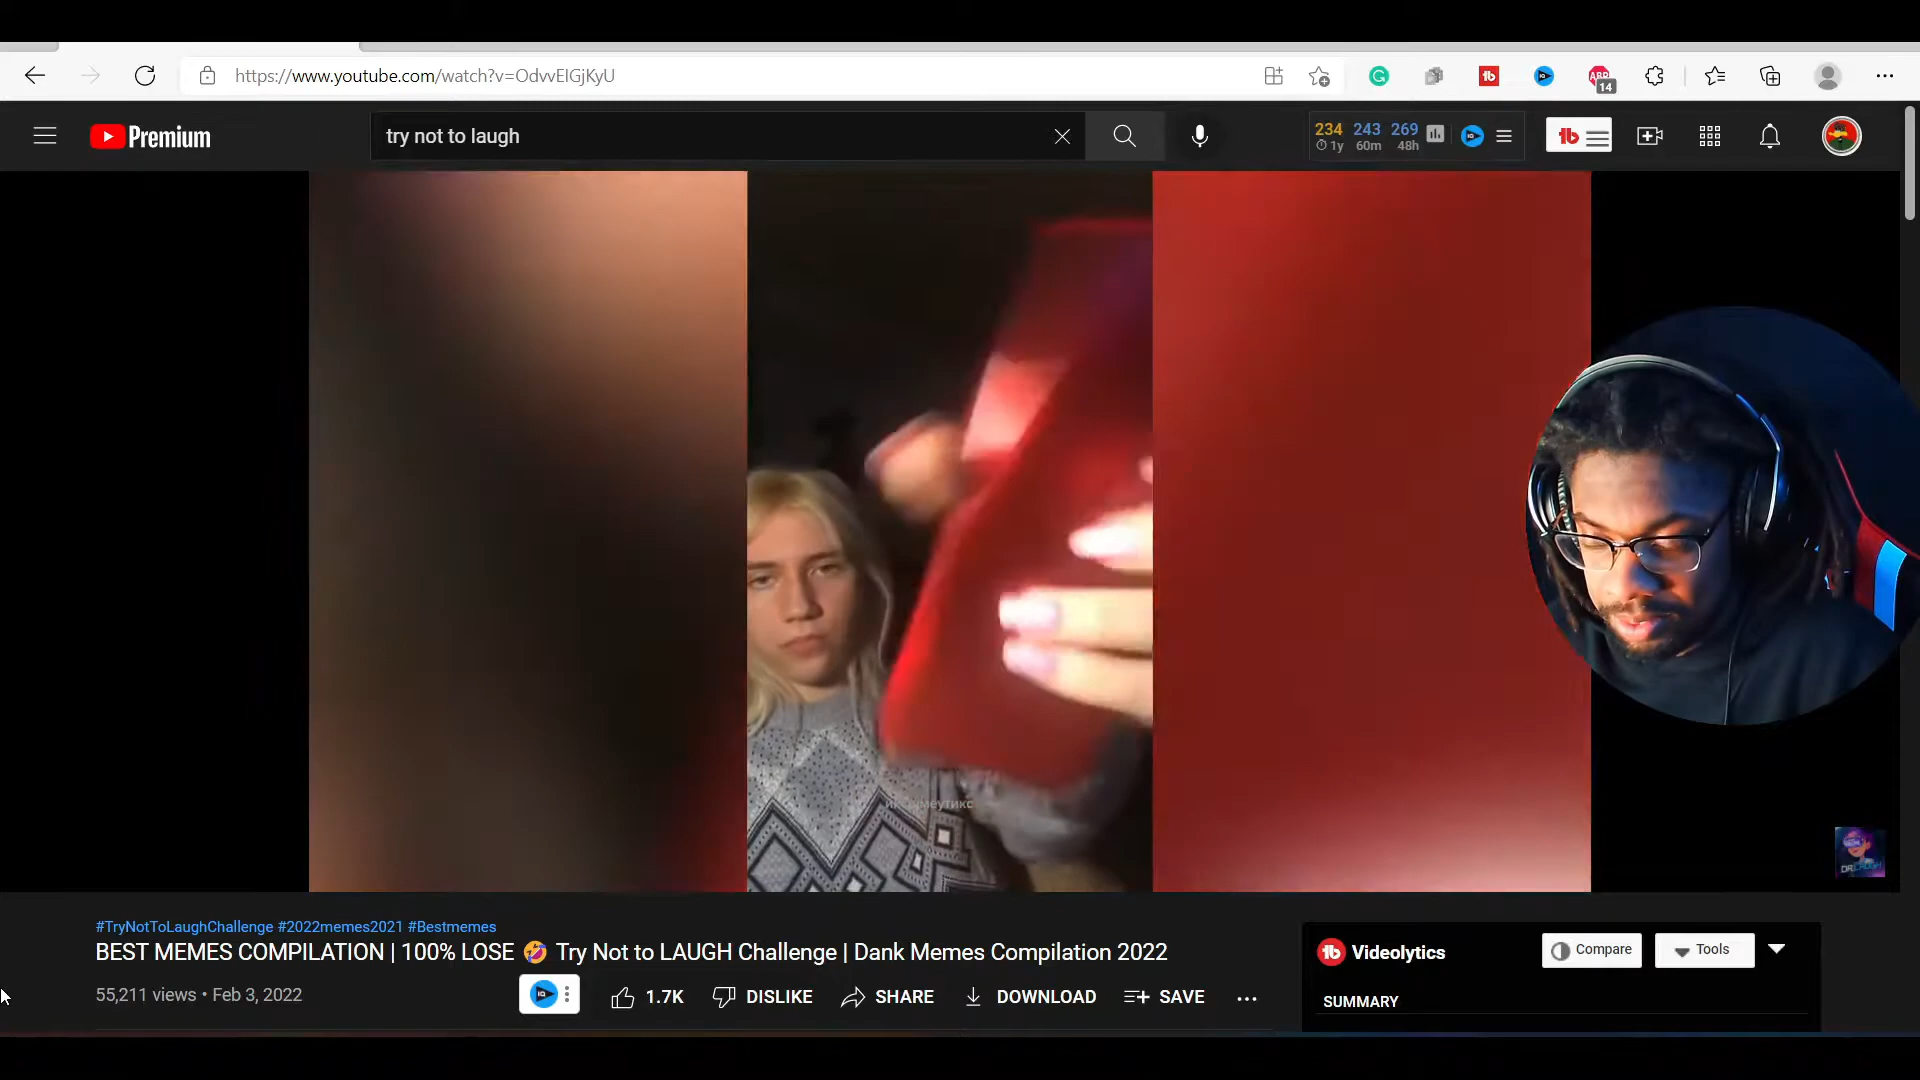 https://www.youtube.com/watch?v=OdvvElGjKyU
14
Premium
try not to laugh
234 243 269
1y 60m 48h
#TryNotToLaughChallenge #2022memes2021 #Bestmemes
BEST MEMES COMPILATION | 100% LOSE 🤣 Try Not to LAUGH Challenge | Dank Memes Compilation 2022
55,211 views • Feb 3, 2022
1.7K DISLIKE SHARE DOWNLOAD SAVE
Videolytics Compare Tools
SUMMARY